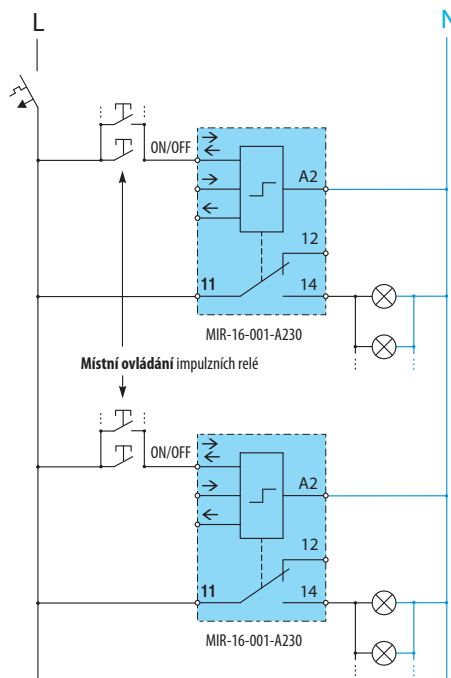 L
N
ON/OFF
A2
12
11
14
MIR-16-001-A230
Místní ovládání impulzních relé
ON/OFF
A2
12
11
14
MIR-16-001-A230